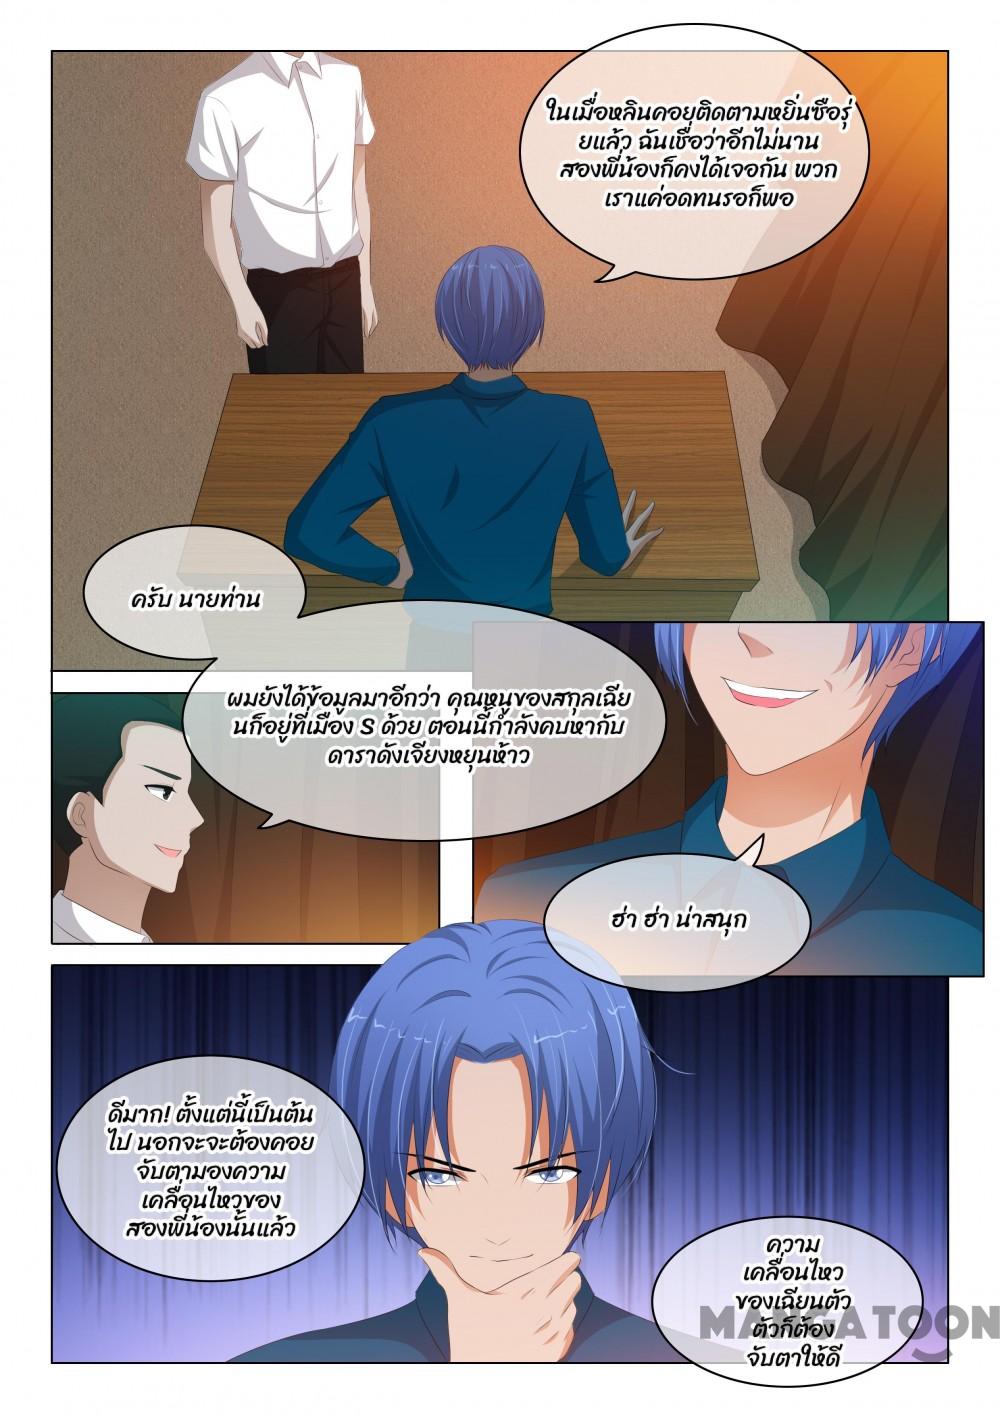 ในเมื่อหลินคอยติดตามหยิ่นซือรุ่
ยแล้ว ฉันเชื่อว่าอีกไม่นาน
สองพี่น้องก็คงได้เจอกัน พวก
เราแค่อดทนรอก็พอ
ครับ นายท่าน
ผมยังได้ข้อมูลมาอีกว่า คุณหนูของสกุลเฉีย
นก็อยู่ที่เมือง S ด้วย ตอนนี้กำลังคบหากับ
ดาราดังเจียงหยุนห้าว
ฮ่า ฮ่า น่าสนุก
ดีมาก! ตั้งแต่นี้เป็นต้น
ไป นอกจะจะต้องคอย
จับตามองความ
เคลื่อนไหวของ
สองพี่น้องนั้นแล้ว
ความ
เคลื่อนไหว
ของเฉียนตัว
ตัวก็ต้อง
จับตาให้ดี
MANGATOON